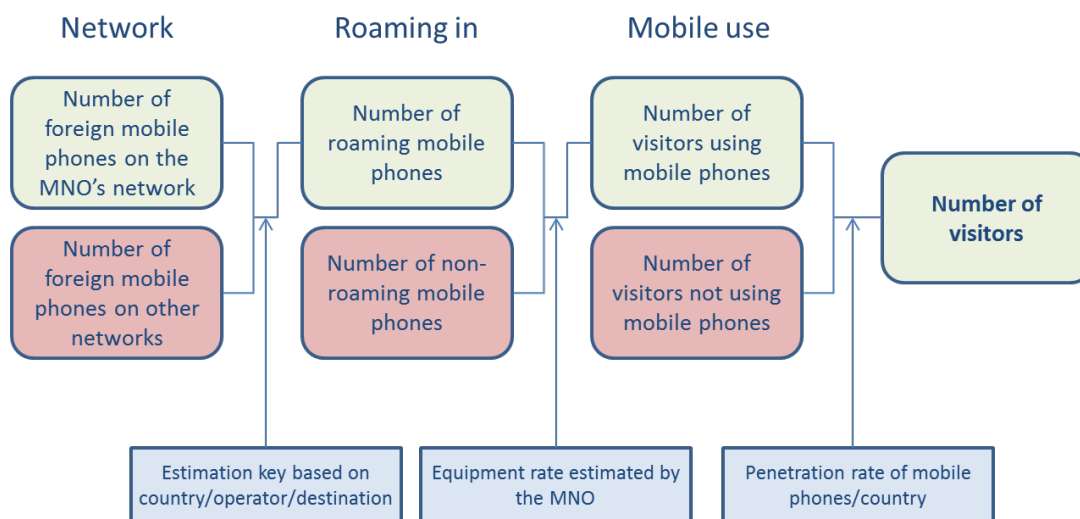 Network
Roaming in
Mobile use
Number of
foreign mobile
phones on the
MNO's network
Number of
roaming mobile
phones
Number of
visitors using
mobile phones
Number of
visitors
Number of
foreign mobile
phones on other
networks
Number of non-
roaming mobile
phones
Number of
visitors not using
mobile phones
Estimation key based on
country/operator/destination
Equipment rate estimated by
the MNO
Penetration rate of mobile
phones/country